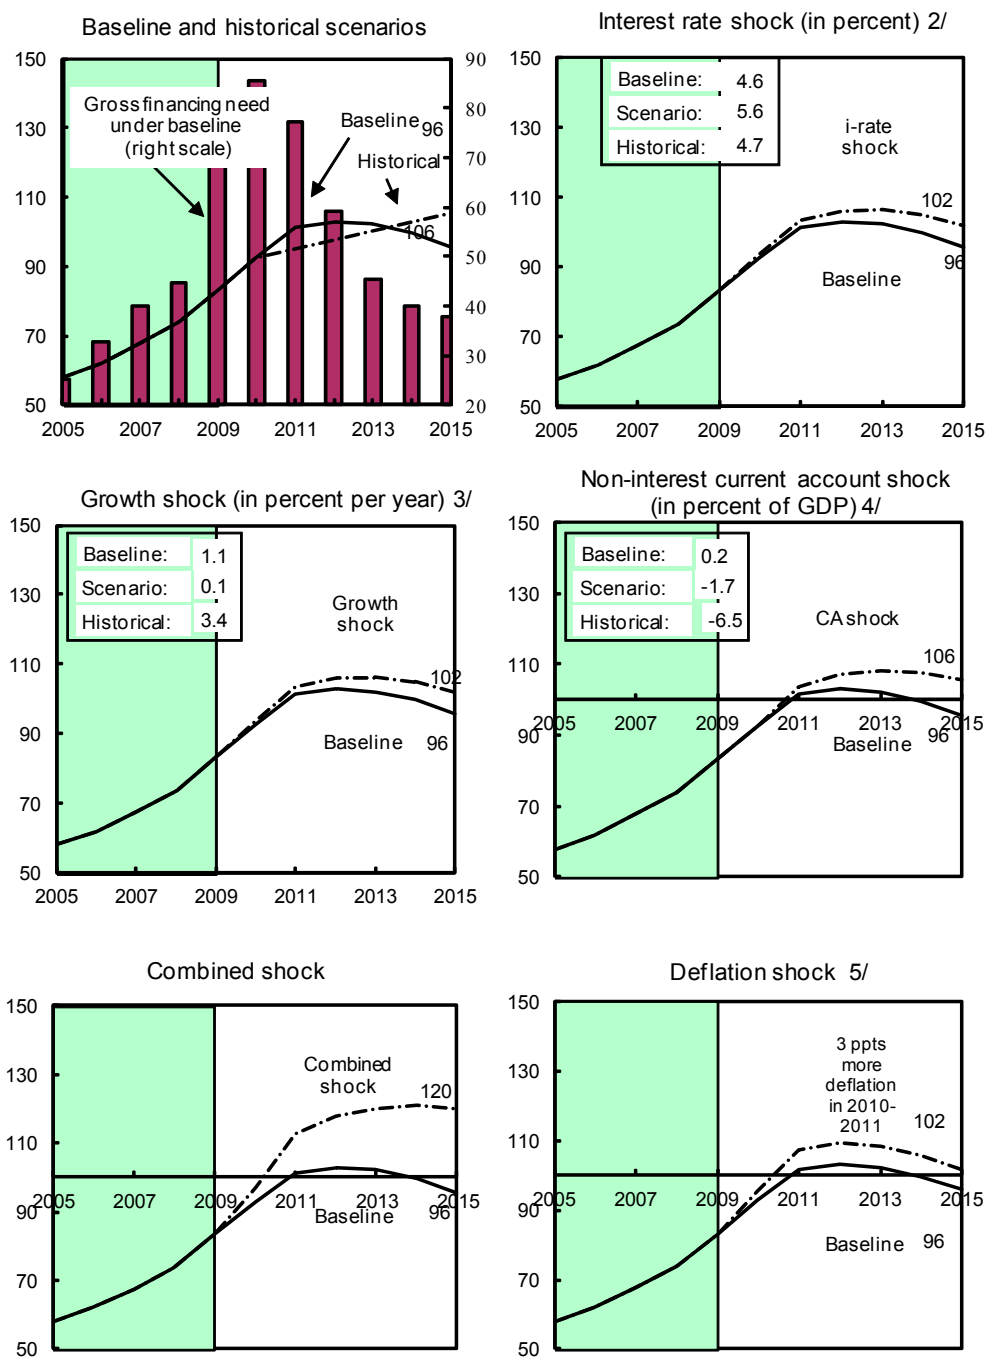 Baseline and historical scenarios
150
130
110
90
70
50
90
80
70
60
50
40
30
20
Gross financing need
under baseline
(right scale)
Baseline
96
Historical
106
2005 2007 2009 2011 2013 2015
Interest rate shock (in percent) 2/
150
130
110
90
70
50
Baseline: 4.6
Scenario: 5.6
Historical: 4.7
i-rate
shock
102
96
Baseline
2005 2007 2009 2011 2013 2015
Growth shock (in percent per year) 3/
150
130
110
90
70
50
Baseline: 1.1
Scenario: 0.1
Historical: 3.4
Growth
shock
102
Baseline 96
2005 2007 2009 2011 2013 2015
Non-interest current account shock
(in percent of GDP) 4/
150
130
110
90
70
50
Baseline: 0.2
Scenario: -1.7
Historical: -6.5
CA shock
106
2005 2007 2009 2011 2013 2015
Baseline 96
Combined shock
150
130
110
90
70
50
Combined
shock
120
2005 2007 2009 2011 2013 2015
Baseline 96
Deflation shock 5/
150
130
110
90
70
50
3 ppts
more
deflation
in 2010-
2011
102
2005 2007 2009 2011 2013 2015
Baseline 96